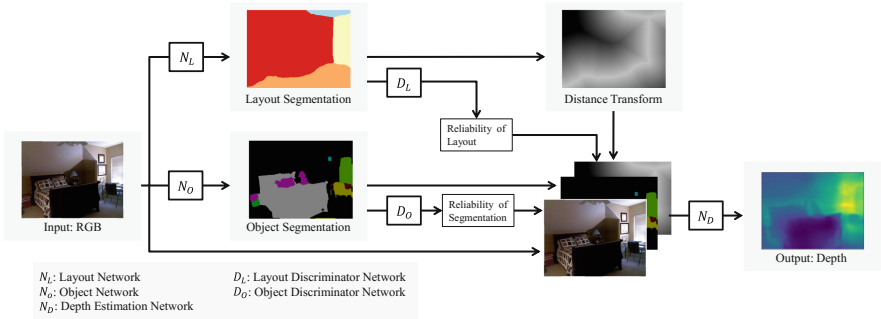 N_L
Layout Segmentation
D_L
Distance Transform
Reliability of
Layout
Input: RGB
N_O
Object Segmentation
D_O
Reliability of
Segmentation
N_D
Output: Depth
N_L: Layout Network
N_o: Object Network
N_D: Depth Estimation Network
D_L: Layout Discriminator Network
D_O: Object Discriminator Network